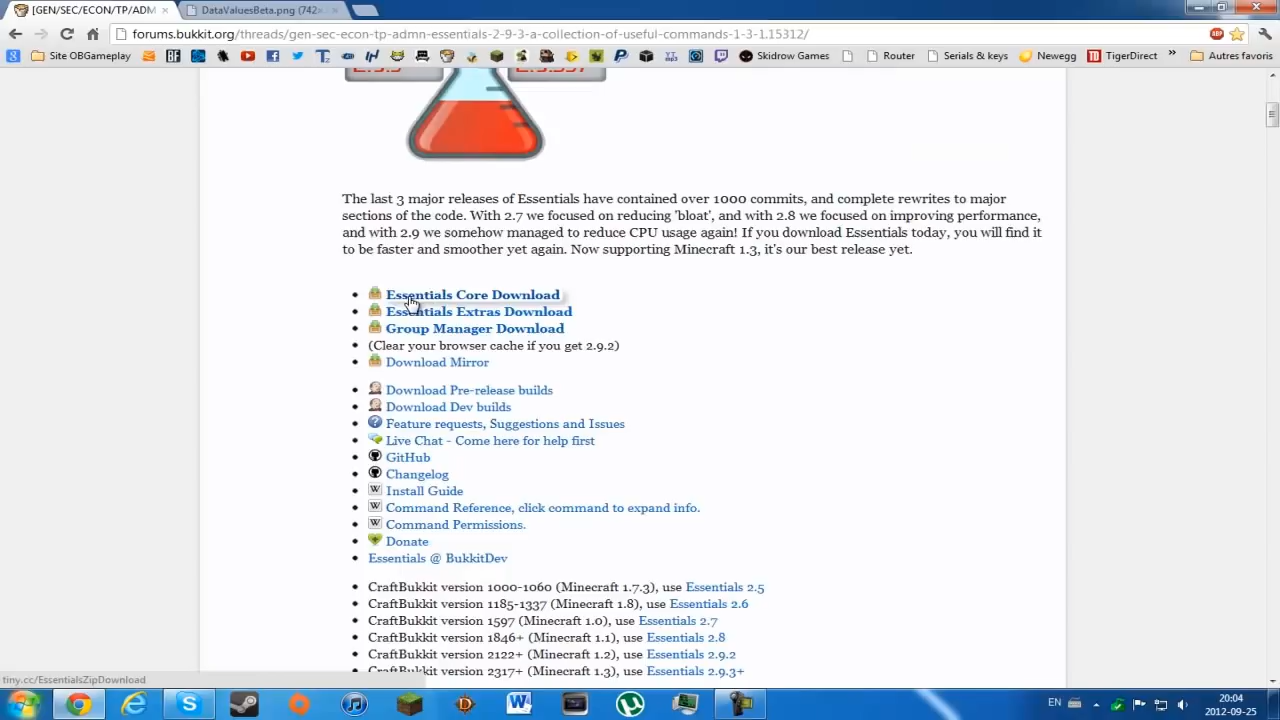 [GEN/SEC/ECON/TP/ADM
DataValuesBeta.png (742×
forums.bukkit.org/threads/gen-sec-econ-tp-admn-essentials-2-9-3-a-collection-of-useful-commands-1-3-1.15312/
Site OBGameplay
Skidrow Games
Router
Serials & keys
Newegg
TigerDirect
Autres favoris
The last 3 major releases of Essentials have contained over 1000 commits, and complete rewrites to major
sections of the code. With 2.7 we focused on reducing 'bloat', and with 2.8 we focused on improving performance,
and with 2.9 we somehow managed to reduce CPU usage again! If you download Essentials today, you will find it
to be faster and smoother yet again. Now supporting Minecraft 1.3, it's our best release yet.
Essentials Core Download
Essentials Extras Download
Group Manager Download
(Clear your browser cache if you get 2.9.2)
Download Mirror
Download Pre-release builds
Download Dev builds
Feature requests, Suggestions and Issues
Live Chat - Come here for help first
GitHub
Changelog
Install Guide
Command Reference, click command to expand info.
Command Permissions.
Donate
Essentials @ BukkitDev
CraftBukkit version 1000-1060 (Minecraft 1.7.3), use Essentials 2.5
CraftBukkit version 1185-1337 (Minecraft 1.8), use Essentials 2.6
CraftBukkit version 1597 (Minecraft 1.0), use Essentials 2.7
CraftBukkit version 1846+ (Minecraft 1.1), use Essentials 2.8
CraftBukkit version 2122+ (Minecraft 1.2), use Essentials 2.9.2
CraftBukkit version 2317+ (Minecraft 1.3), use Essentials 2.9.3+
tiny.cc/EssentialsZipDownload
EN
20:04
2012-09-25